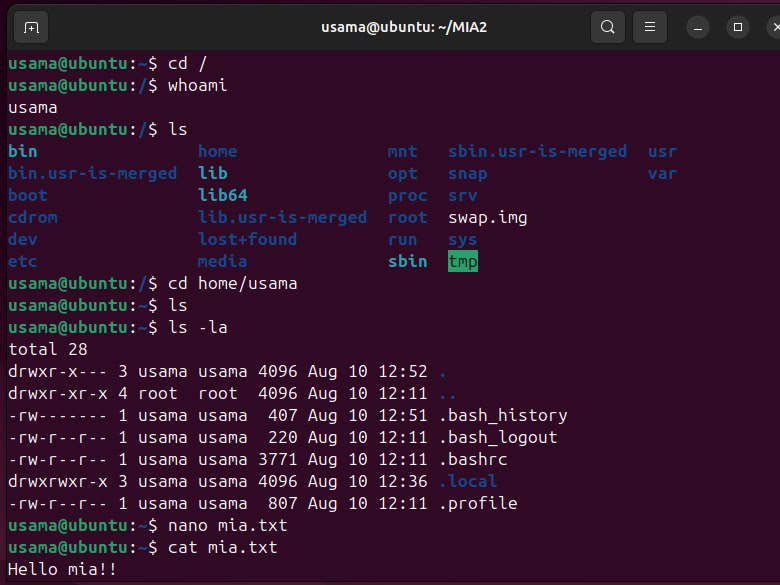 usama@ubuntu: ~/MIA2
usama@ubuntu:~$ cd /
usama@ubuntu:/$ whoami
usama
usama@ubuntu:/$ ls
bin home mnt sbin.usr-is-merged usr
bin.usr-is-merged lib opt snap var
boot lib64 proc srv
cdrom lib.usr-is-merged root swap.img
dev lost+found run sys
etc media sbin tmp
usama@ubuntu:/$ cd home/usama
usama@ubuntu:~$ ls
usama@ubuntu:~$ ls -la
total 28
drwxr-x--- 3 usama usama 4096 Aug 10 12:52 .
drwxr-xr-x 4 root  root  4096 Aug 10 12:11 ..
-rw------- 1 usama usama  407 Aug 10 12:51 .bash_history
-rw-r--r-- 1 usama usama  220 Aug 10 12:11 .bash_logout
-rw-r--r-- 1 usama usama 3771 Aug 10 12:11 .bashrc
drwxrwxr-x 3 usama usama 4096 Aug 10 12:36 .local
-rw-r--r-- 1 usama usama  807 Aug 10 12:11 .profile
usama@ubuntu:~$ nano mia.txt
usama@ubuntu:~$ cat mia.txt
Hello mia!!